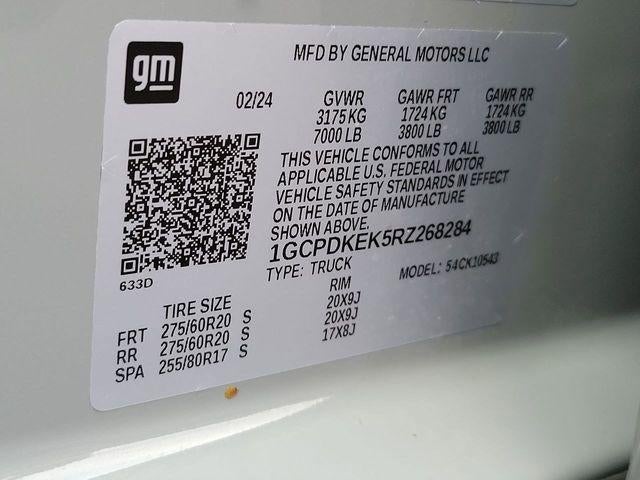 gm
MFD BY GENERAL MOTORS LLC
02/24 GVWR GAWR FRT GAWR RR
3175 KG 1724 KG 1724 KG
7000 LB 3800 LB 3800 LB
THIS VEHICLE CONFORMS TO ALL
APPLICABLE U.S. FEDERAL MOTOR
VEHICLE SAFETY STANDARDS IN EFFECT
ON THE DATE OF MANUFACTURE
SHOWN ABOVE.
1GCPDKEK5RZ268284
TYPE: TRUCK MODEL: 54CK10543
633D
TIRE SIZE RIM
FRT 275/60R20 S 20X9J
RR 275/60R20 S 20X9J
SPA 255/80R17 S 17X8J